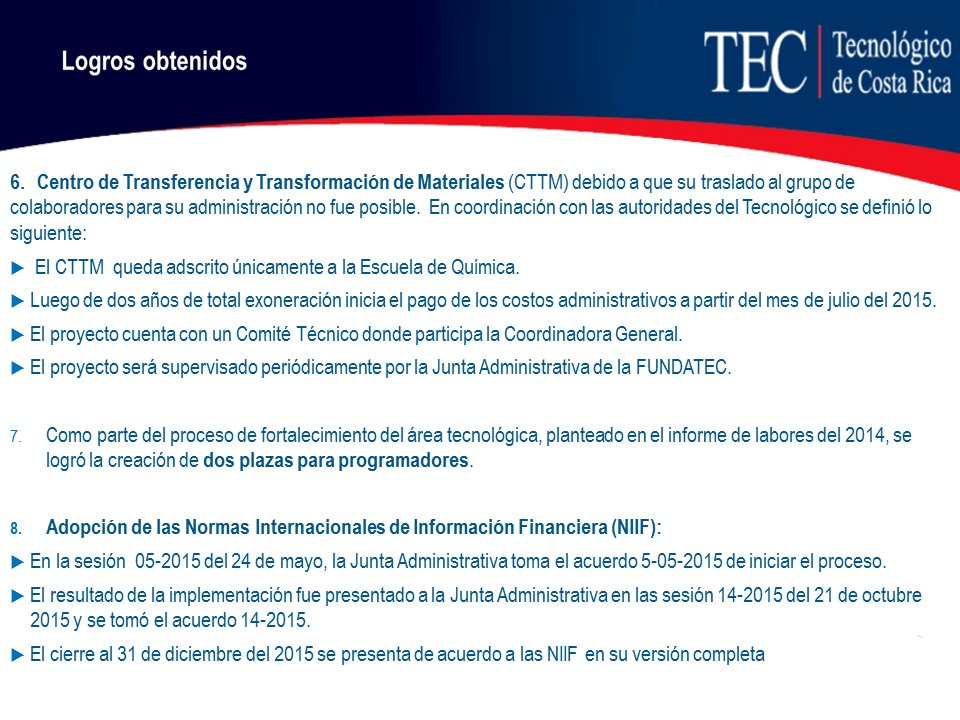 Logros obtenidos
TEC
Tecnológico
de Costa Rica
6. Centro de Transferencia y Transformación de Materiales (CTTM) debido a que su traslado al grupo de
colaboradores para su administración no fue posible. En coordinación con las autoridades del Tecnológico se definió lo
siguiente:
▶ El CTTM queda adscrito únicamente a la Escuela de Química.
▶ Luego de dos años de total exoneración inicia el pago de los costos administrativos a partir del mes de julio del 2015.
▶ El proyecto cuenta con un Comité Técnico donde participa la Coordinadora General.
▶ El proyecto será supervisado periódicamente por la Junta Administrativa de la FUNDATEC.
7. Como parte del proceso de fortalecimiento del área tecnológica, planteado en el informe de labores del 2014, se
logró la creación de dos plazas para programadores.
8. Adopción de las Normas Internacionales de Información Financiera (NIIF):
▶ En la sesión 05-2015 del 24 de mayo, la Junta Administrativa toma el acuerdo 5-05-2015 de iniciar el proceso.
▶ El resultado de la implementación fue presentado a la Junta Administrativa en las sesión 14-2015 del 21 de octubre
2015 y se tomó el acuerdo 14-2015.
▶ El cierre al 31 de diciembre del 2015 se presenta de acuerdo a las NIIF en su versión completa